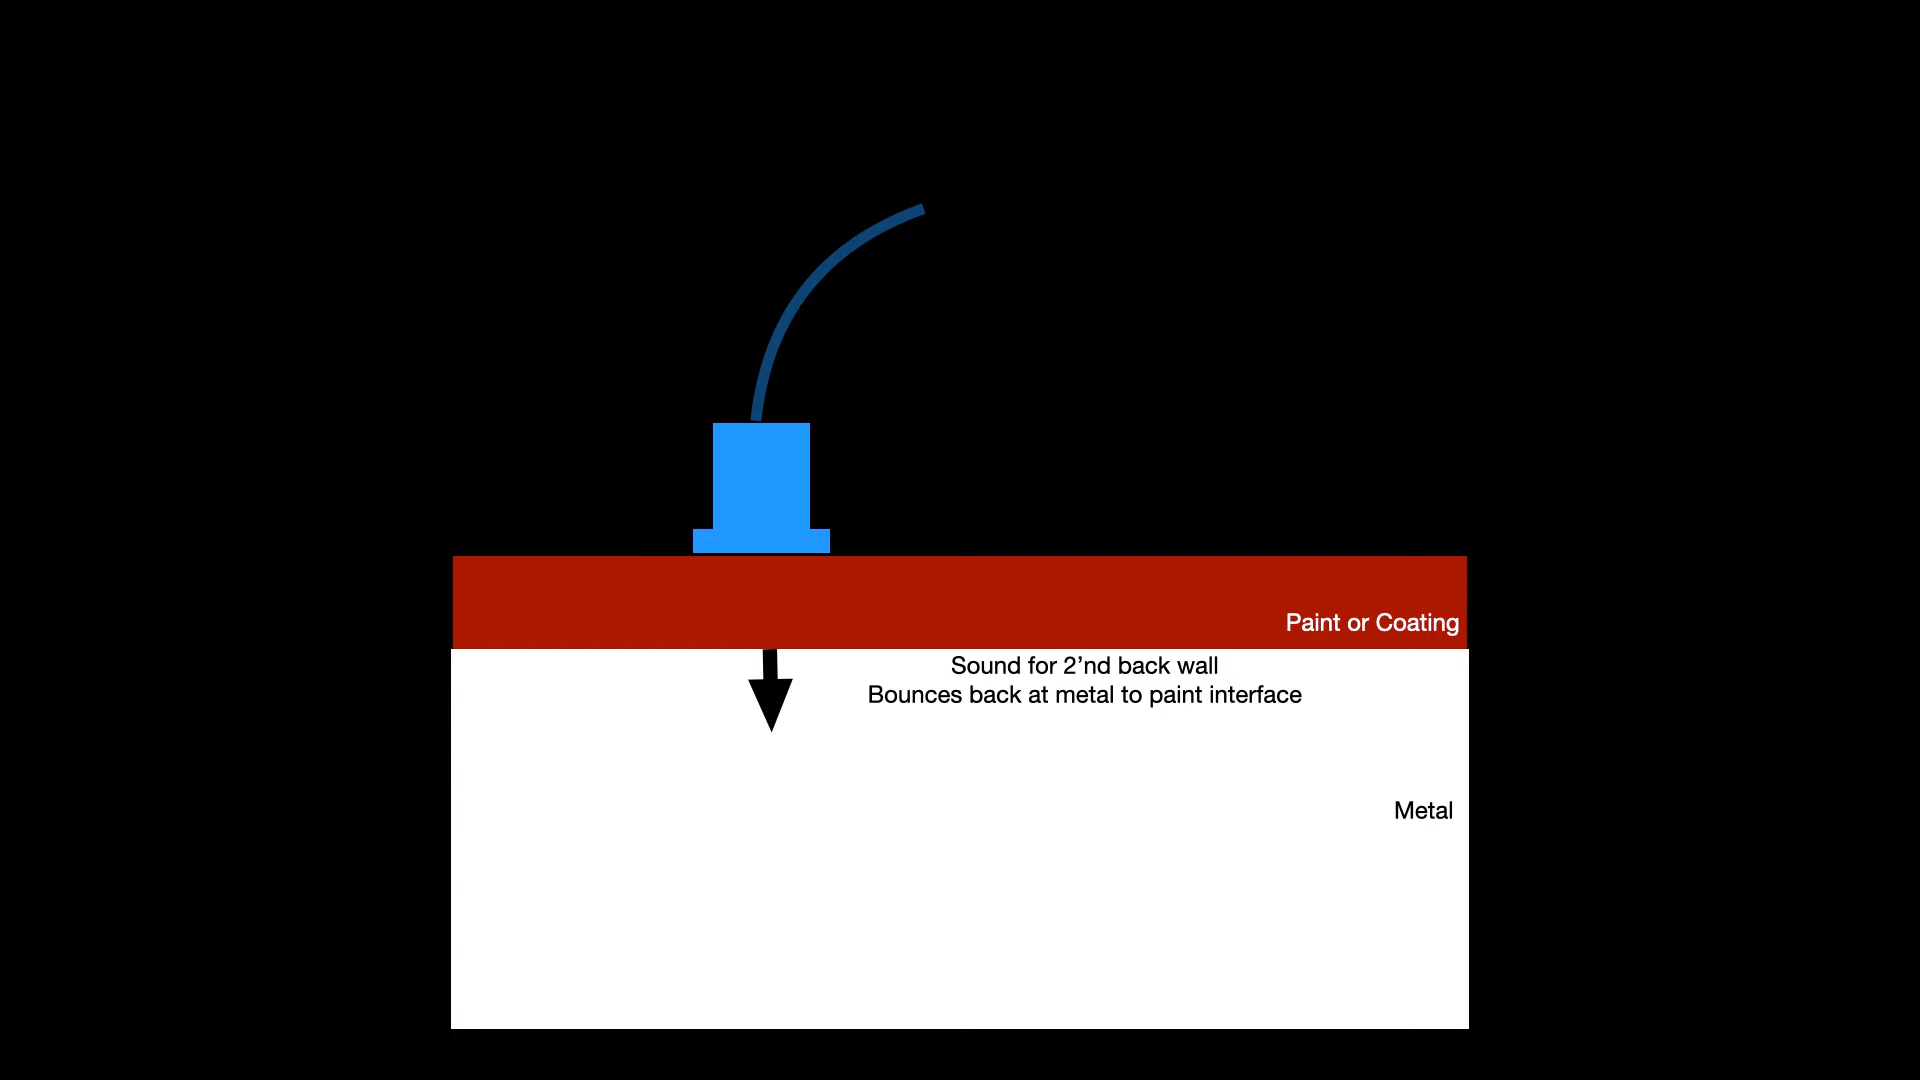 Paint or Coating
Sound for 2’nd back wall
Bounces back at metal to paint interface
Metal